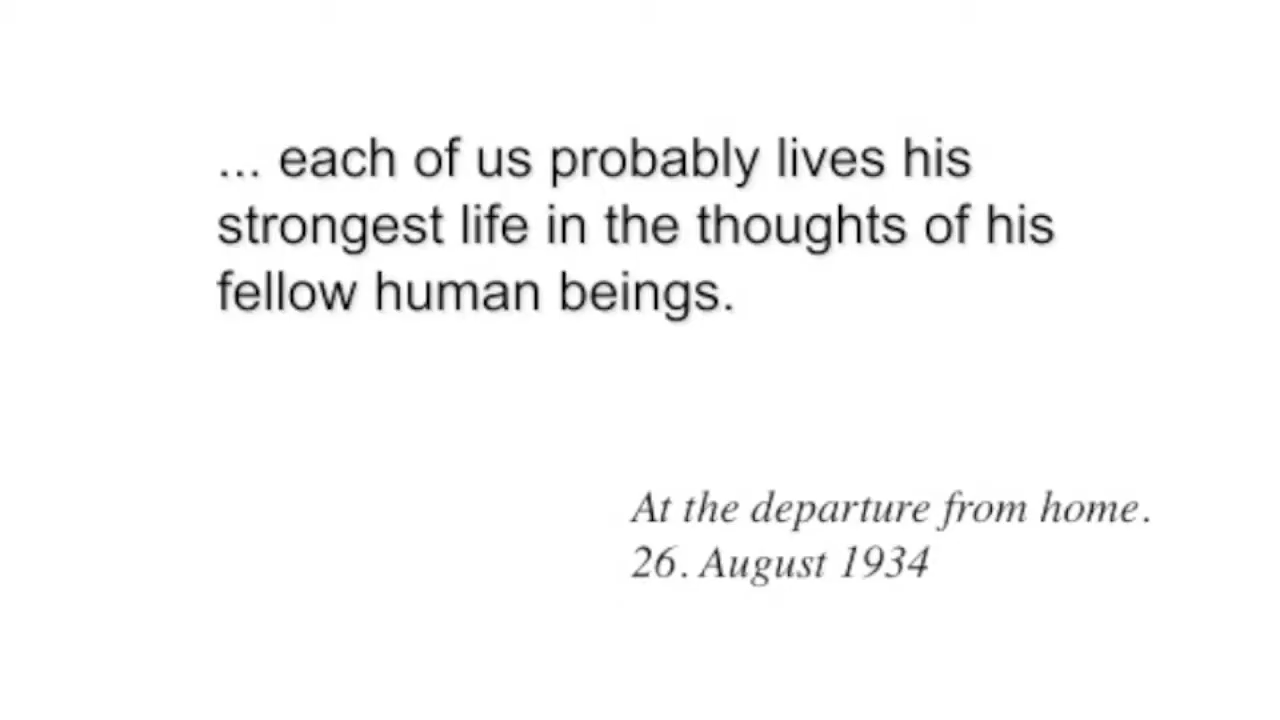 ... each of us probably lives his
strongest life in the thoughts of his
fellow human beings.
At the departure from home.
26. August 1934